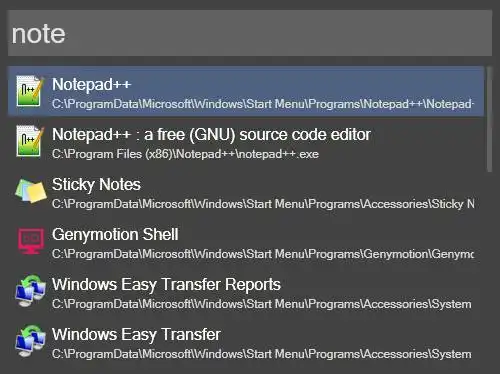 note
Notepad++
C:\ProgramData\Microsoft\Windows\Start Menu\Programs\Notepad++\Notepad-
Notepad++ : a free (GNU) source code editor
C:\Program Files (x86)\Notepad++\notepad++.exe
Sticky Notes
C:\ProgramData\Microsoft\Windows\Start Menu\Programs\Accessories\Sticky N
Genymotion Shell
C:\ProgramData\Microsoft\Windows\Start Menu\Programs\Genymotion\Genymc
Windows Easy Transfer Reports
C:\ProgramData\Microsoft\Windows\Start Menu\Programs\Accessories\System
Windows Easy Transfer
C:\ProgramData\Microsoft\Windows\Start Menu\Programs\Accessories\System